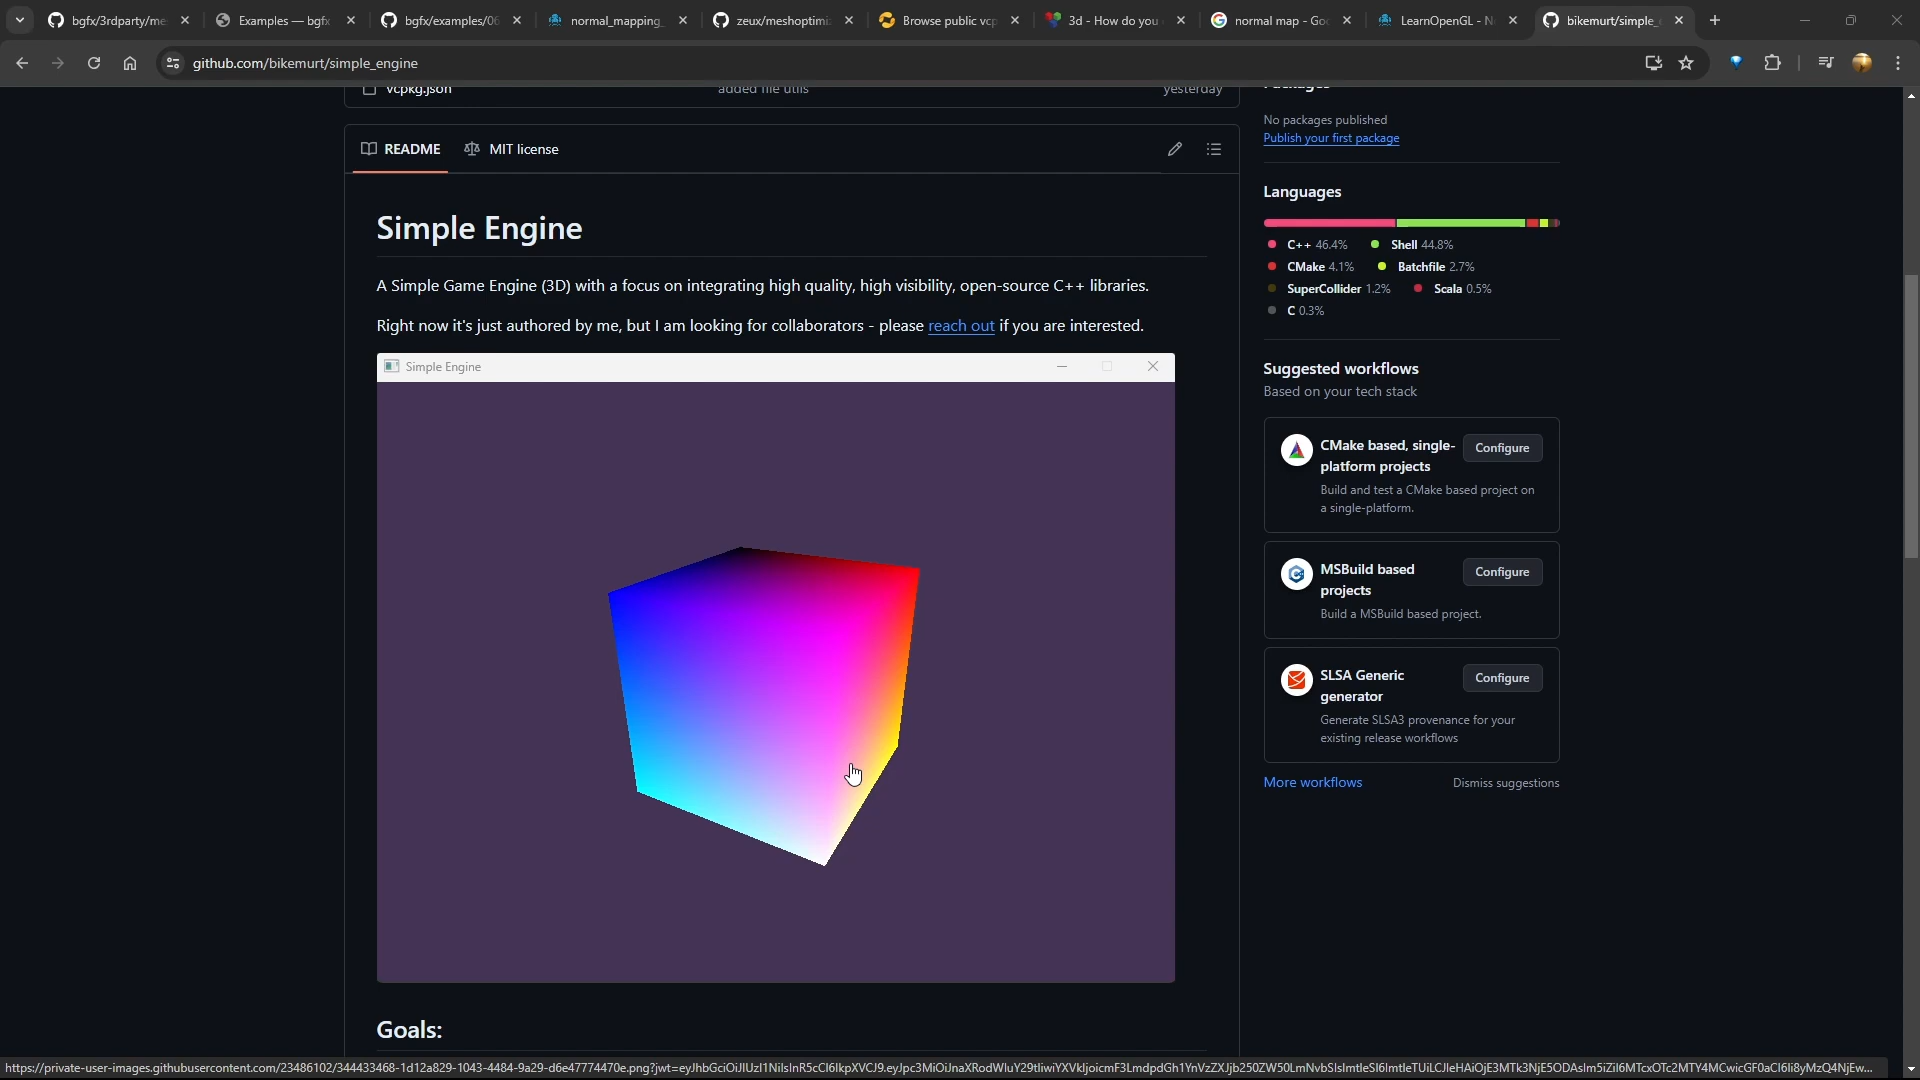 bgfx/3rdparty/me
Examples — bgfx
bgfx/examples/06
normal_mapping_
zeux/meshoptimi
Browse public vcp
3d - How do you
normal map - Goo
LearnOpenGL - N
bikemurt/simple_e
github.com/bikemurt/simple_engine
vcpkg.json
added file utils
yesterday
README
MIT license
Simple Engine
A Simple Game Engine (3D) with a focus on integrating high quality, high visibility, open-source C++ libraries.
Right now it's just authored by me, but I am looking for collaborators - please reach out if you are interested.
Simple Engine
Goals:
Packages
No packages published
Publish your first package
Languages
C++ 46.4%
Shell 44.8%
CMake 4.1%
Batchfile 2.7%
SuperCollider 1.2%
Scala 0.5%
C 0.3%
Suggested workflows
Based on your tech stack
CMake based, single-
platform projects
Configure
Build and test a CMake based project on
a single-platform.
MSBuild based
projects
Configure
Build a MSBuild based project.
SLSA Generic
generator
Configure
Generate SLSA3 provenance for your
existing release workflows
More workflows
Dismiss suggestions